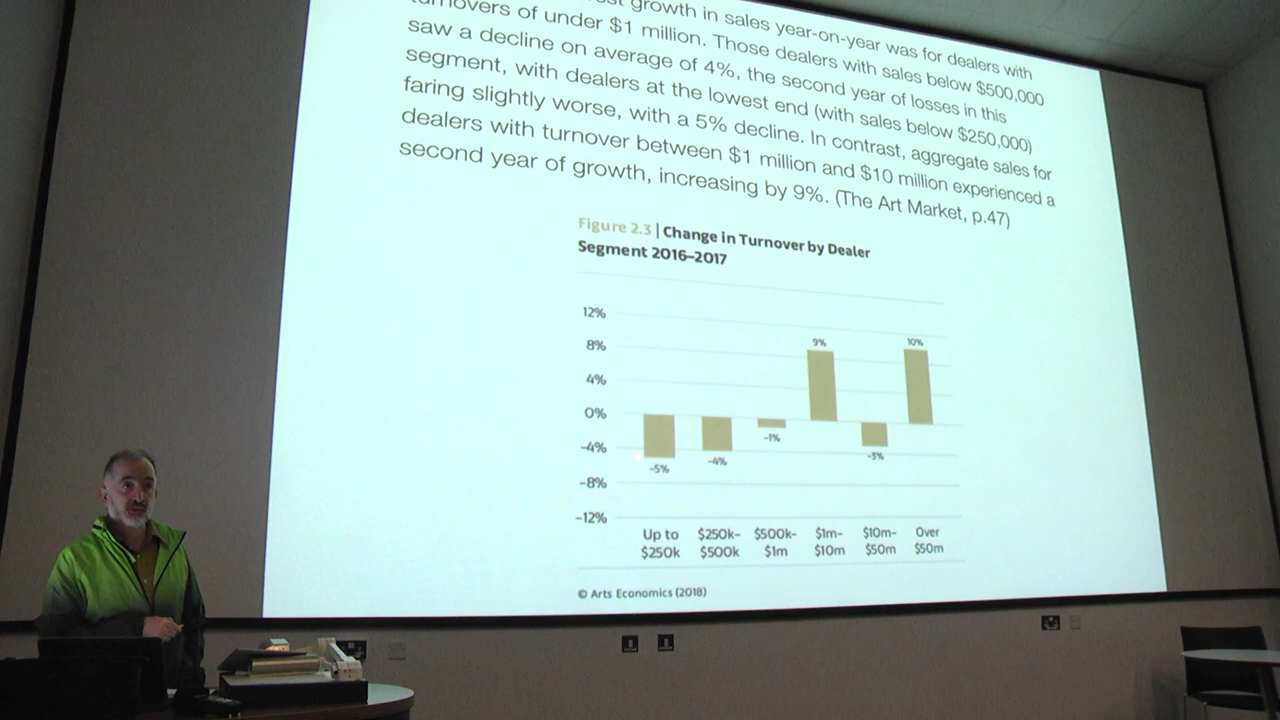 growth in sales year-on-year was for dealers with
turnovers of under $1 million. Those dealers with sales below $500,000
saw a decline on average of 4%, the second year of losses in this
segment, with dealers at the lowest end (with sales below $250,000)
faring slightly worse, with a 5% decline. In contrast, aggregate sales for
dealers with turnover between $1 million and $10 million experienced a
second year of growth, increasing by 9%. (The Art Market, p.47)
Figure 2.3 | Change in Turnover by Dealer
Segment 2016–2017
12%
8%
4%
0%
-4%
-8%
-12%
-5%
-4%
-1%
9%
-3%
10%
Up to
$250k
$250k–
$500k
$500k–
$1m
$1m–
$10m
$10m–
$50m
Over
$50m
© Arts Economics (2018)